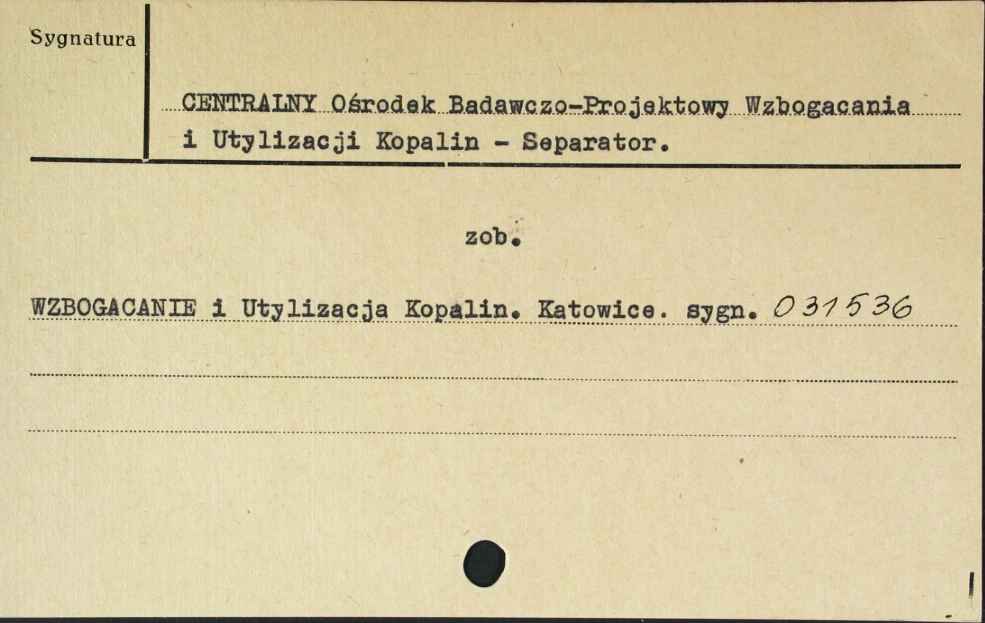 Sygnatura
CENTRALNY Ośrodek Badawczo-Projektowy Wzbogacania
i Utylizacji Kopalin - Separator.
zob.
WZBOGACANIE i Utylizacja Kopalin. Katowice. sygn. 031536